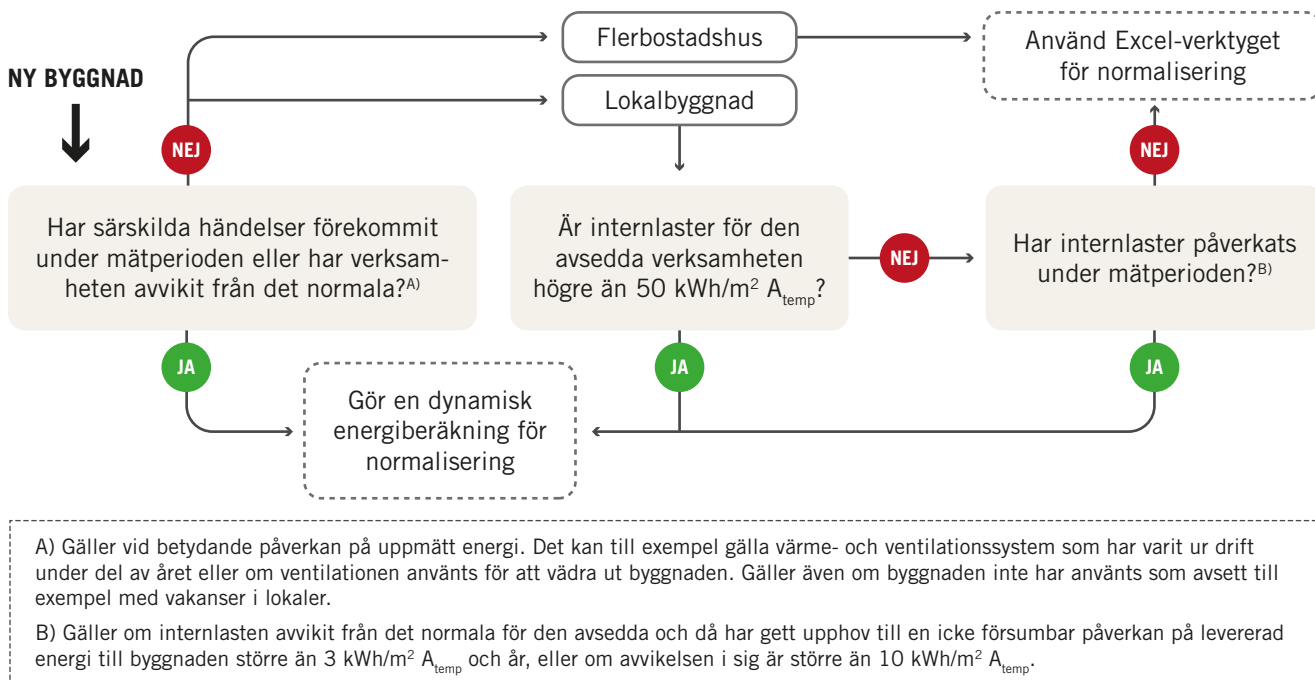 NY BYGGNAD
Flerbostadshus
Lokalbyggnad
Använd Excel-verktyget
för normalisering
NEJ
NEJ
Har särskilda händelser förekommit
under mätperioden eller har verksam-
heten avvikit från det normala?A)
Är internlaster för den
avsedda verksamheten
högre än 50 kWh/m² Atemp?
NEJ
Har internlaster påverkats
under mätperioden?B)
JA
JA
JA
Gör en dynamisk
energiberäkning för
normalisering
A) Gäller vid betydande påverkan på uppmätt energi. Det kan till exempel gälla värme- och ventilationssystem som har varit ur drift
under del av året eller om ventilationen använts för att vädra ut byggnaden. Gäller även om byggnaden inte har använts som avsett till
exempel med vakanser i lokaler.
B) Gäller om internlasten avvikit från det normala för den avsedda och då har gett upphov till en icke försumbar påverkan på levererad
energi till byggnaden större än 3 kWh/m² Atemp och år, eller om avvikelsen i sig är större än 10 kWh/m² Atemp.